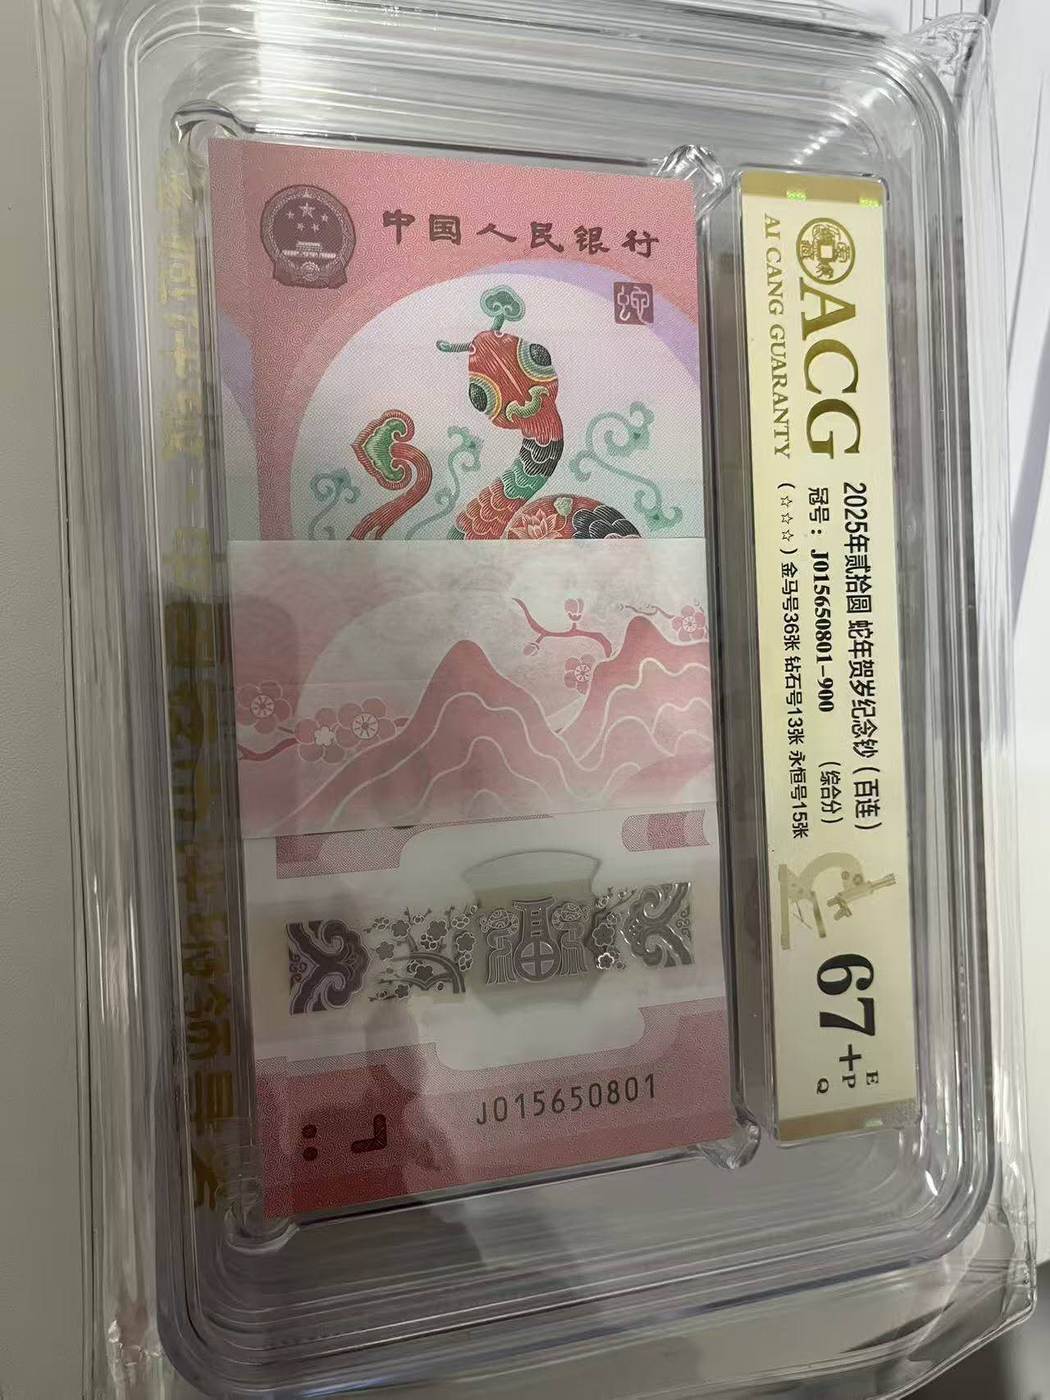 中国人民银行
蛇
J015650801
ACG
AI CANG GUARANTY
2025年贰拾圆 蛇年贺岁纪念钞（百连）
冠号：J015650801-900 （综合分）
（☆☆☆）金马号36张 钻石号13张 永恒号15张
67+
E
P
Q